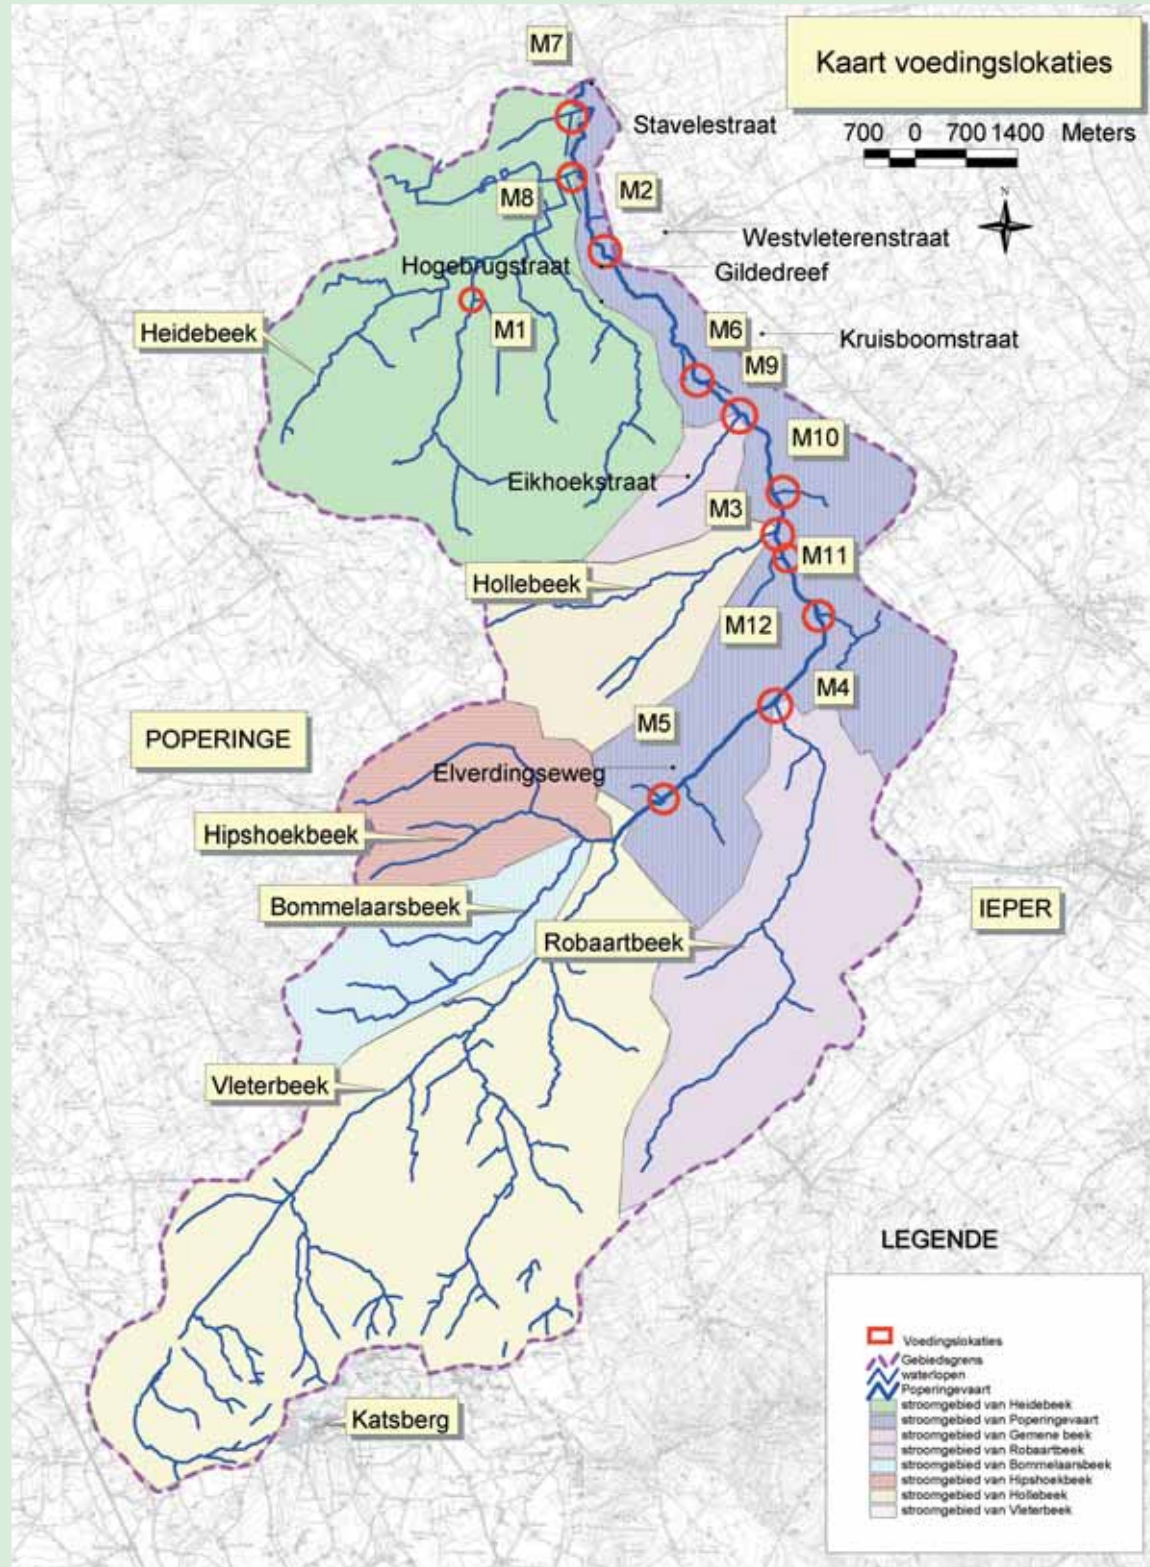 M7
Kaart voedingslokaties
700 0 700 1400 Meters
Stavelestraat
N
M8
M2
Westvleterenstraat
Hogebrugstraat
Gildedreef
Heidebeek
M1
M6
Kruisboomstraat
M9
M10
Eikhoekstraat
M3
M11
Hollebeek
M12
M4
POPERINGE
M5
Elverdingseweg
Hipshoekbeek
Bommelaarsbeek
IEPER
Robaartbeek
Vleterbeek
Katsberg
LEGENDE
Voedingslokaties
Gebiedsgrens
waterlopen
Poperingevaart
stroomgebied van Heidebeek
stroomgebied van Poperingevaart
stroomgebied van Gemene beek
stroomgebied van Robaartbeek
stroomgebied van Bommelaarsbeek
stroomgebied van Hipshoekbeek
stroomgebied van Hollebeek
stroomgebied van Vleterbeek